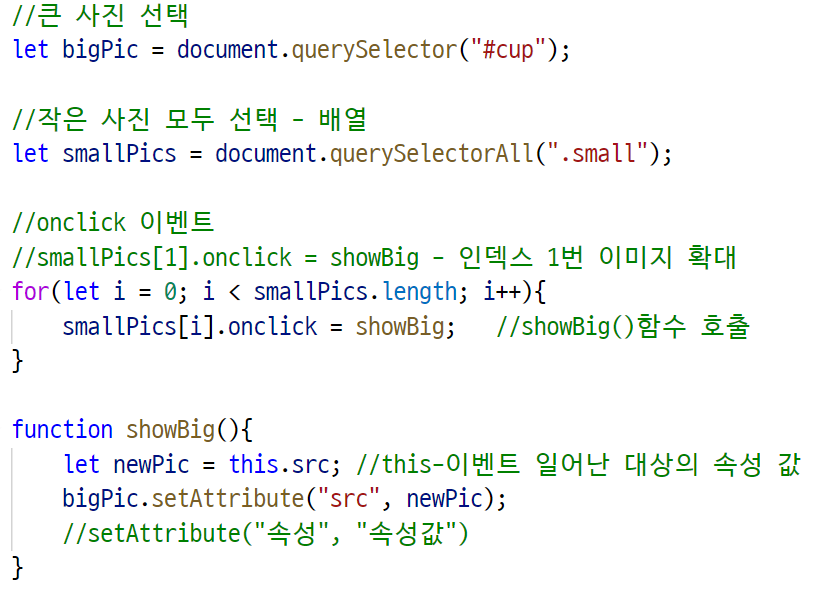 //큰 사진 선택
let bigPic = document.querySelector("#cup");
//작은 사진 모두 선택 - 배열
let smallPics = document.querySelectorAll(".small");
//onclick 이벤트
//smallPics[1].onclick = showBig - 인덱스 1번 이미지 확대
for(let i = 0; i < smallPics.length; i++){
    smallPics[i].onclick = showBig;   //showBig()함수 호출
}
function showBig(){
    let newPic = this.src; //this-이벤트 일어난 대상의 속성 값
    bigPic.setAttribute("src", newPic);
    //setAttribute("속성", "속성값")
}